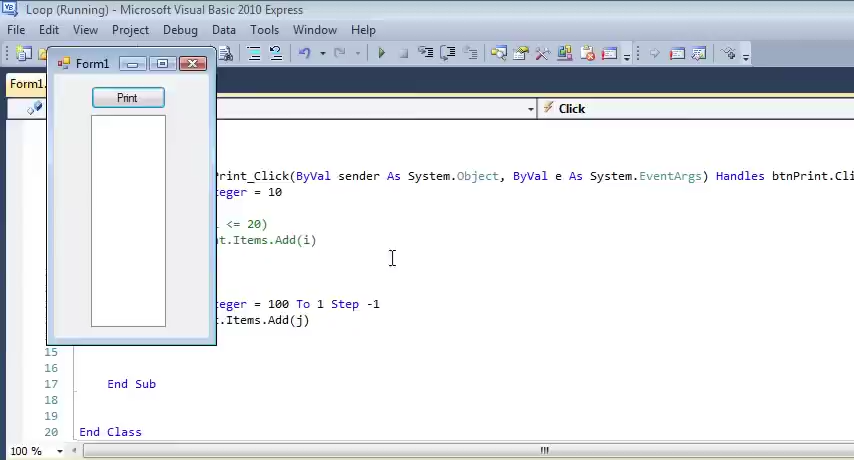 Loop (Running) - Microsoft Visual Basic 2010 Express
File Edit View Project Debug Data Tools Window Help
Form1
Form1.
Print
Click
Print_Click(ByVal sender As System.Object, ByVal e As System.EventArgs) Handles btnPrint.Cli
teger = 10
<= 20)
t.Items.Add(i)
teger = 100 To 1 Step -1
t.Items.Add(j)
15
16
17 End Sub
18
19
20 End Class
100 %